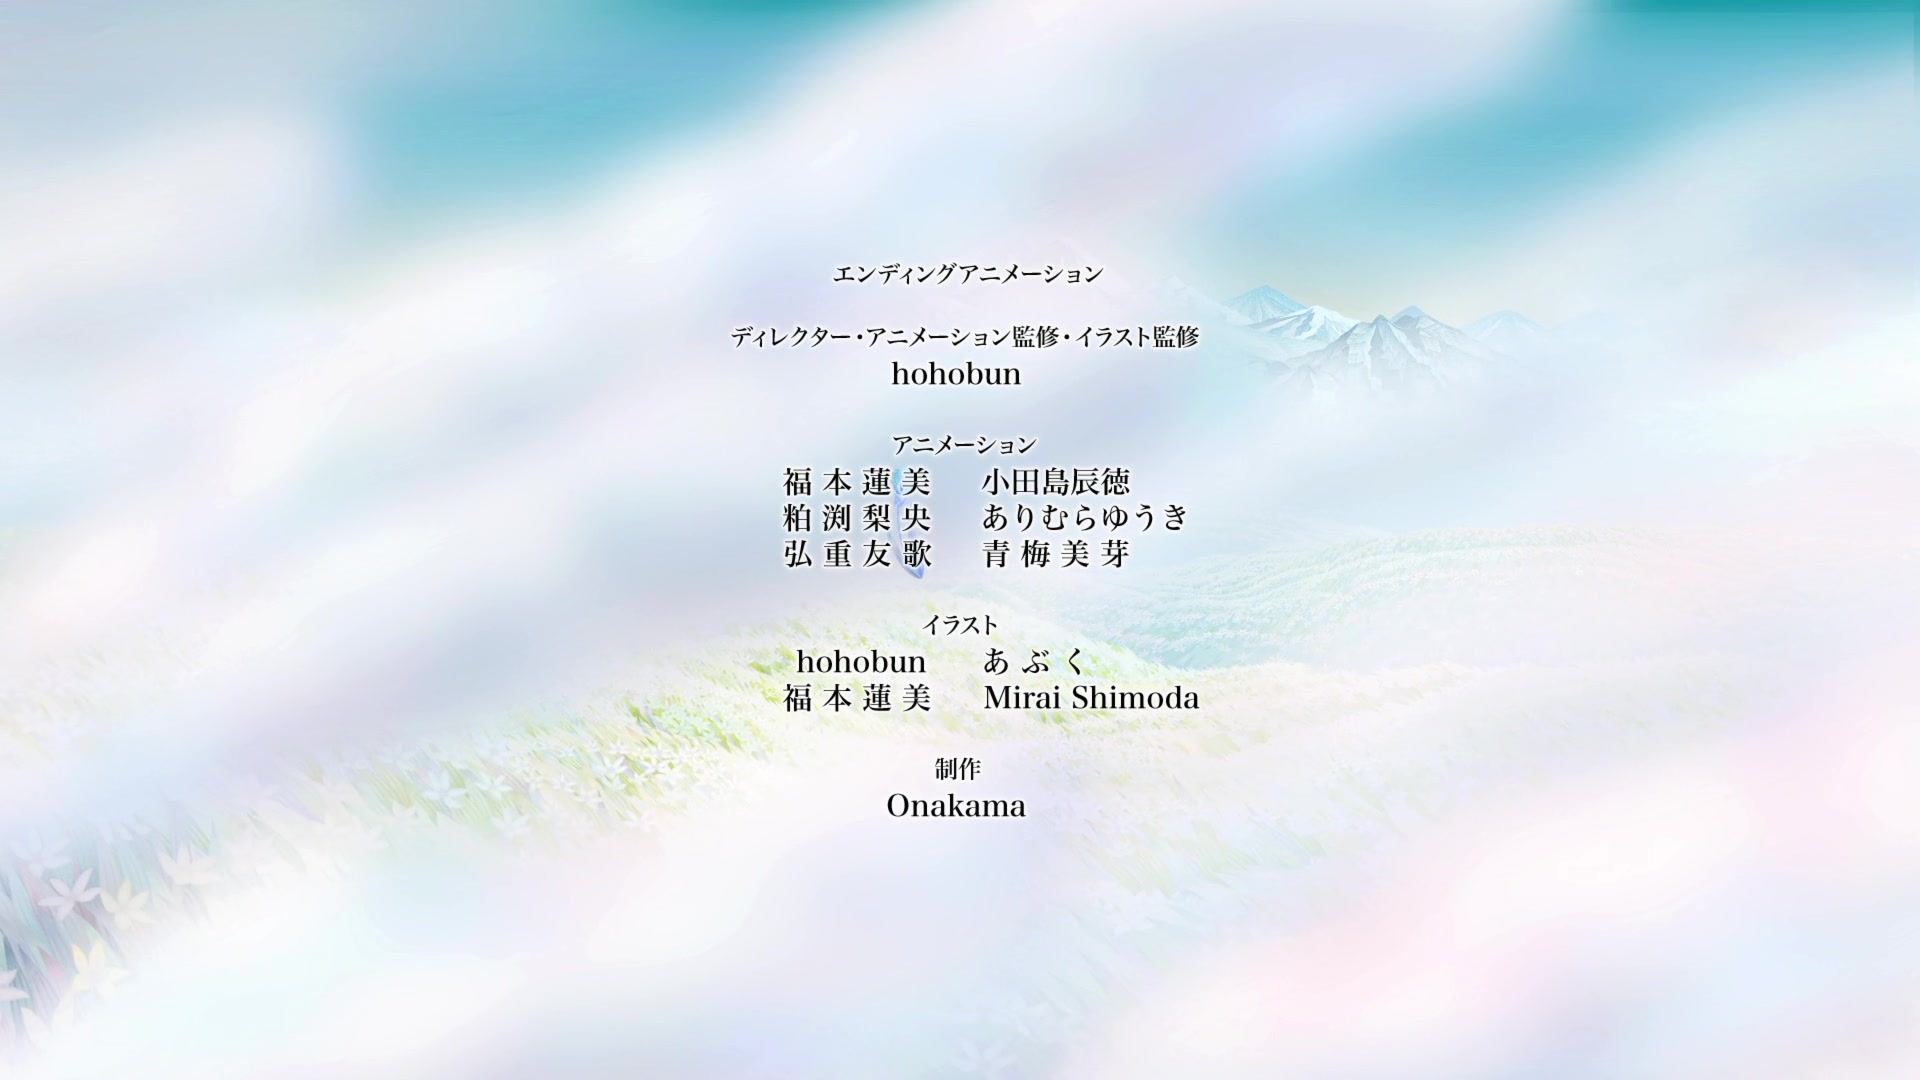 エンディングアニメーション
ディレクター・アニメーション監修・イラスト監修
hohobun
アニメーション
福本蓮美 小田島辰徳
粕渕梨央 ありむらゆうき
弘重友歌 青梅美芽
イラスト
hohobun あぶく
福本蓮美 Mirai Shimoda
制作
Onakama